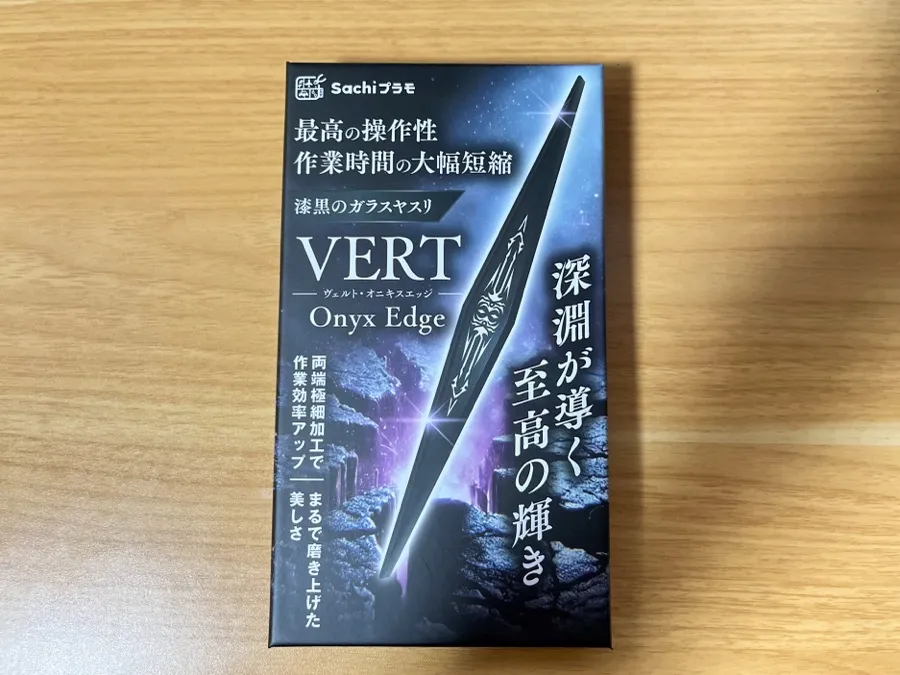 Sachiプラモ
最高の操作性
作業時間の大幅短縮
漆黒のガラスヤスリ
VERT
ヴェルト・オニキスエッジ
Onyx Edge
深淵が導く
至高の輝き
両端極細加工で
作業効率アップ
まるで磨き上げた
美しさ